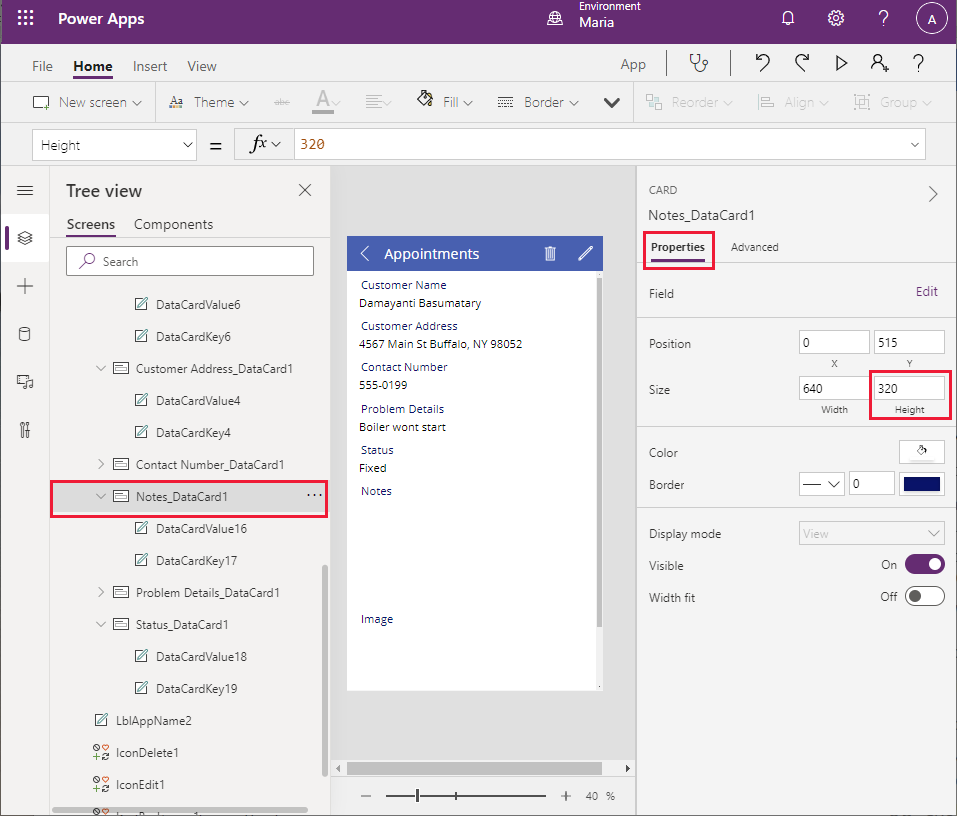 Power Apps
Environment
Maria
A
File Home Insert View App
New screen Theme abc A Fill Border Reorder Align Group
Height = fx 320
Tree view
Screens Components
Search
DataCardValue6
DataCardKey6
Customer Address_DataCard1
DataCardValue4
DataCardKey4
Contact Number_DataCard1
Notes_DataCard1 ...
DataCardValue16
DataCardKey17
Problem Details_DataCard1
Status_DataCard1
DataCardValue18
DataCardKey19
LblAppName2
IconDelete1
IconEdit1
Appointments
Customer Name
Damayanti Basumatary
Customer Address
4567 Main St Buffalo, NY 98052
Contact Number
555-0199
Problem Details
Boiler wont start
Status
Fixed
Notes
Image
40 %
CARD
Notes_DataCard1
Properties Advanced
Field Edit
Position 0 515
X Y
Size 640 320
Width Height
Color
Border 0
Display mode View
Visible On
Width fit Off